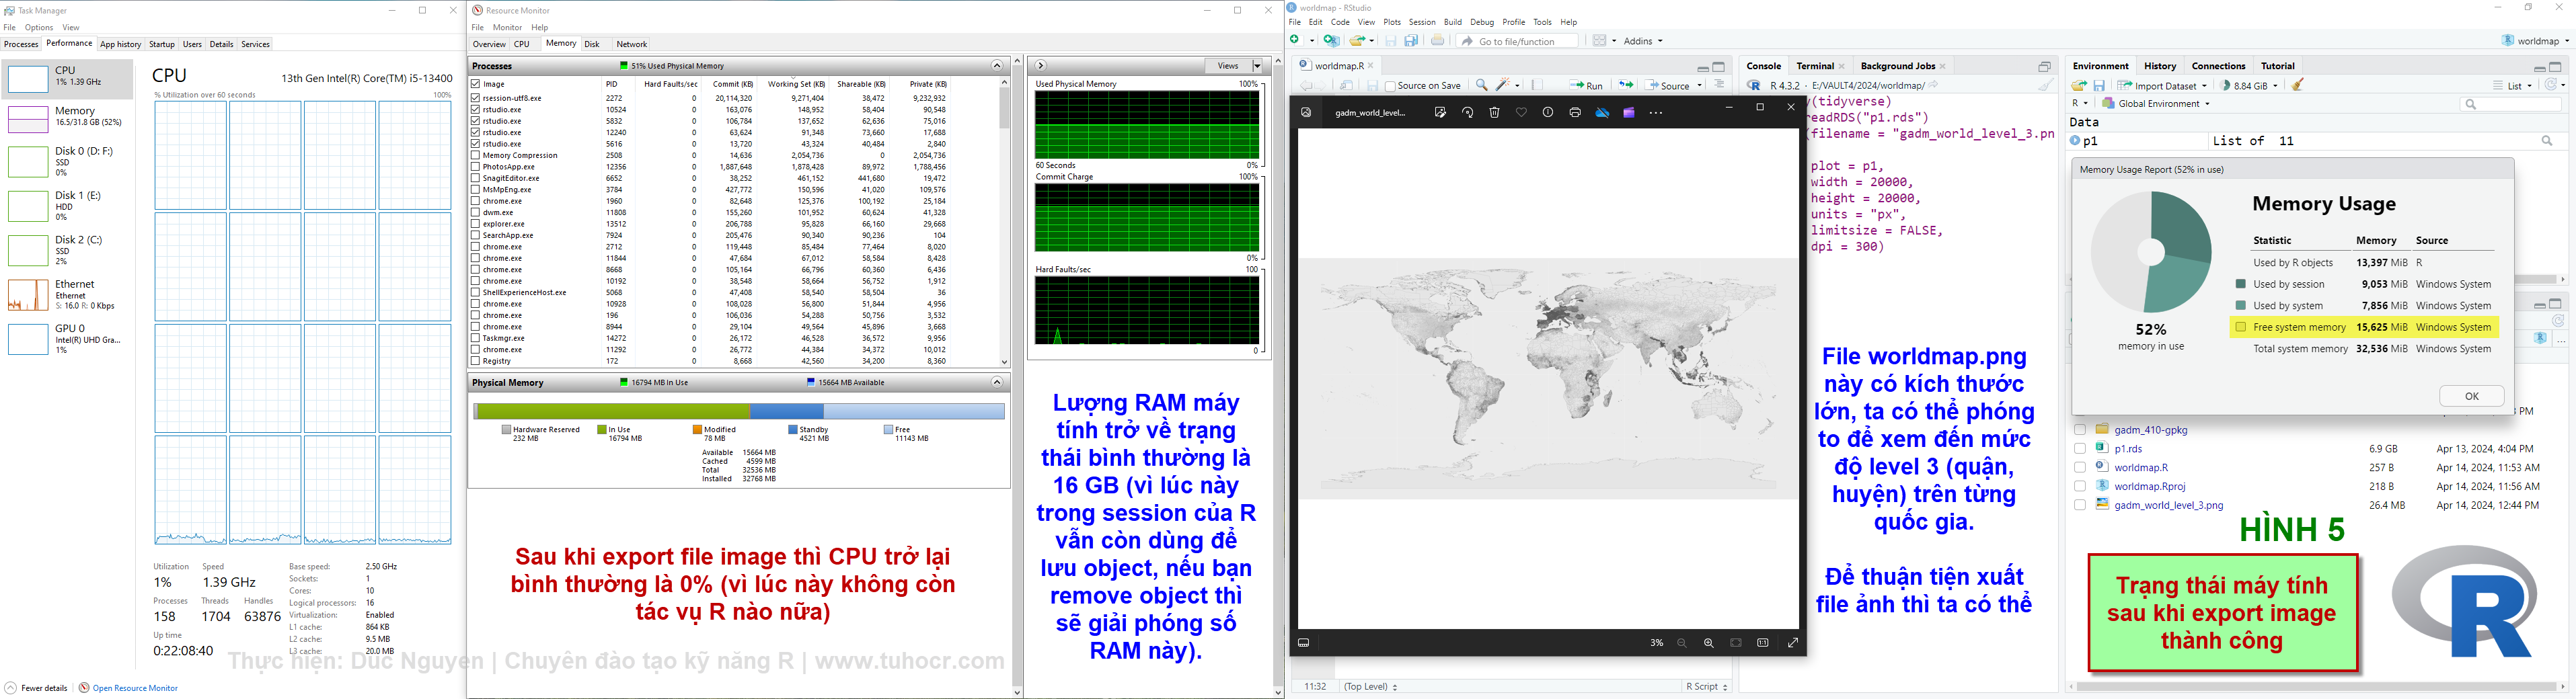 Task Manager
File Options View
Processes Performance App history Startup Users Details Services
CPU
1% 1.39 GHz
Memory
16.5/31.8 GB (52%)
Disk 0 (D: F:)
SSD
0%
Disk 1 (E:)
HDD
0%
Disk 2 (C:)
SSD
2%
Ethernet
Ethernet
S: 16.0 R: 0 Kbps
GPU 0
Intel(R) UHD Gra...
1%
CPU 13th Gen Intel(R) Core(TM) i5-13400
% Utilization over 60 seconds 100%
Utilization Speed
1% 1.39 GHz
Processes Threads Handles
158 1704 63876
Up time
0:22:08:40
Base speed: 2.50 GHz
Sockets: 1
Cores: 10
Logical processors: 16
Virtualization: Enabled
L1 cache: 864 KB
L2 cache: 9.5 MB
L3 cache: 20.0 MB
Fewer details Open Resource Monitor
Resource Monitor
File Monitor Help
Overview CPU Memory Disk Network
Processes 51% Used Physical Memory
Image PID Hard Faults/sec Commit (KB) Working Set (KB) Shareable (KB) Private (KB)
rsession-utf8.exe 2272 0 20,114,320 9,271,404 38,472 9,232,932
rstudio.exe 10524 0 163,076 148,952 58,404 90,548
rstudio.exe 5832 0 106,784 137,652 62,636 75,016
rstudio.exe 12240 0 63,624 91,348 73,660 17,688
rstudio.exe 5616 0 13,720 43,324 40,484 2,840
Memory Compression 2508 0 14,636 2,054,736 0 2,054,736
PhotosApp.exe 12356 0 1,887,648 1,878,428 89,972 1,788,456
SnagitEditor.exe 6652 0 38,252 461,152 441,680 19,472
MsMpEng.exe 3784 0 427,772 150,596 41,020 109,576
chrome.exe 1960 0 82,648 125,376 100,192 25,184
dwm.exe 11808 0 155,260 101,952 60,624 41,328
explorer.exe 13512 0 206,788 95,828 66,160 29,668
SearchApp.exe 7924 0 205,476 90,340 90,236 104
chrome.exe 2712 0 119,448 85,484 77,464 8,020
chrome.exe 11844 0 47,684 67,012 58,584 8,428
chrome.exe 8668 0 105,164 66,796 60,360 6,436
chrome.exe 10192 0 38,548 58,664 56,752 1,912
ShellExperienceHost.exe 5068 0 47,408 58,540 58,504 36
chrome.exe 10928 0 108,028 56,800 51,844 4,956
chrome.exe 196 0 106,036 54,288 50,756 3,532
chrome.exe 8944 0 29,104 49,564 45,896 3,668
Taskmgr.exe 14272 0 26,172 46,528 36,572 9,956
chrome.exe 11292 0 26,772 44,384 34,372 10,012
Registry 172 0 8,668 42,560 34,200 8,360
Physical Memory 16794 MB In Use 15664 MB Available
Hardware Reserved
232 MB
In Use
16794 MB
Modified
78 MB
Standby
4521 MB
Free
11143 MB
Available 15664 MB
Cached 4599 MB
Total 32536 MB
Installed 32768 MB
Views
Used Physical Memory 100%
60 Seconds 0%
Commit Charge 100%
0%
Hard Faults/sec 100
0
Sau khi export file image thì CPU trở lại
bình thường là 0% (vì lúc này không còn
tác vụ R nào nữa)
Lượng RAM máy
tính trở về trạng
thái bình thường là
16 GB (vì lúc này
trong session của R
vẫn còn dùng để
lưu object, nếu bạn
remove object thì
sẽ giải phóng số
RAM này).
Thực hiện: Duc Nguyen | Chuyên đào tạo kỹ năng R | www.tuhocr.com
worldmap - RStudio
File Edit Code View Plots Session Build Debug Profile Tools Help
Go to file/function Addins
worldmap
worldmap.R
Source on Save Run Source
gadm_world_level...
3%
11:32 (Top Level) R Script
Console Terminal Background Jobs
R 4.3.2 · E:/VAULT4/2024/worldmap/
y(tidyverse)
readRDS("p1.rds")
(filename = "gadm_world_level_3.pn
plot = p1,
width = 20000,
height = 20000,
units = "px",
limitsize = FALSE,
dpi = 300)
File worldmap.png
này có kích thước
lớn, ta có thể phóng
to để xem đến mức
độ level 3 (quận,
huyện) trên từng
quốc gia.
Để thuận tiện xuất
file ảnh thì ta có thể
Environment History Connections Tutorial
Import Dataset 8.84 GiB List
R Global Environment
Data
p1 List of 11
Memory Usage Report (52% in use)
Memory Usage
Statistic Memory Source
Used by R objects 13,397 MiB R
Used by session 9,053 MiB Windows System
Used by system 7,856 MiB Windows System
Free system memory 15,625 MiB Windows System
Total system memory 32,536 MiB Windows System
52%
memory in use
OK
gadm_410-gpkg
p1.rds 6.9 GB Apr 13, 2024, 4:04 PM
worldmap.R 257 B Apr 14, 2024, 11:53 AM
worldmap.Rproj 218 B Apr 14, 2024, 11:56 AM
gadm_world_level_3.png 26.4 MB Apr 14, 2024, 12:44 PM
HÌNH 5
Trạng thái máy tính
sau khi export image
thành công
R